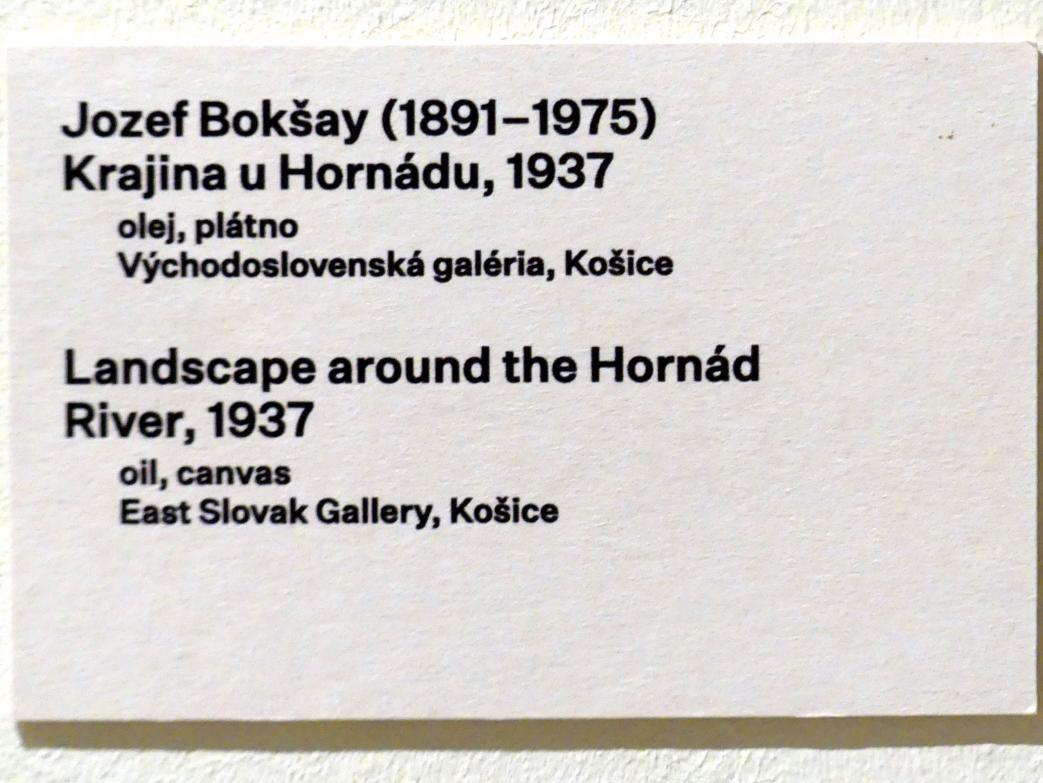 Jozef Bokšay (1891–1975)
Krajina u Hornádu, 1937
olej, plátno
Východoslovenská galéria, Košice
Landscape around the Hornád
River, 1937
oil, canvas
East Slovak Gallery, Košice